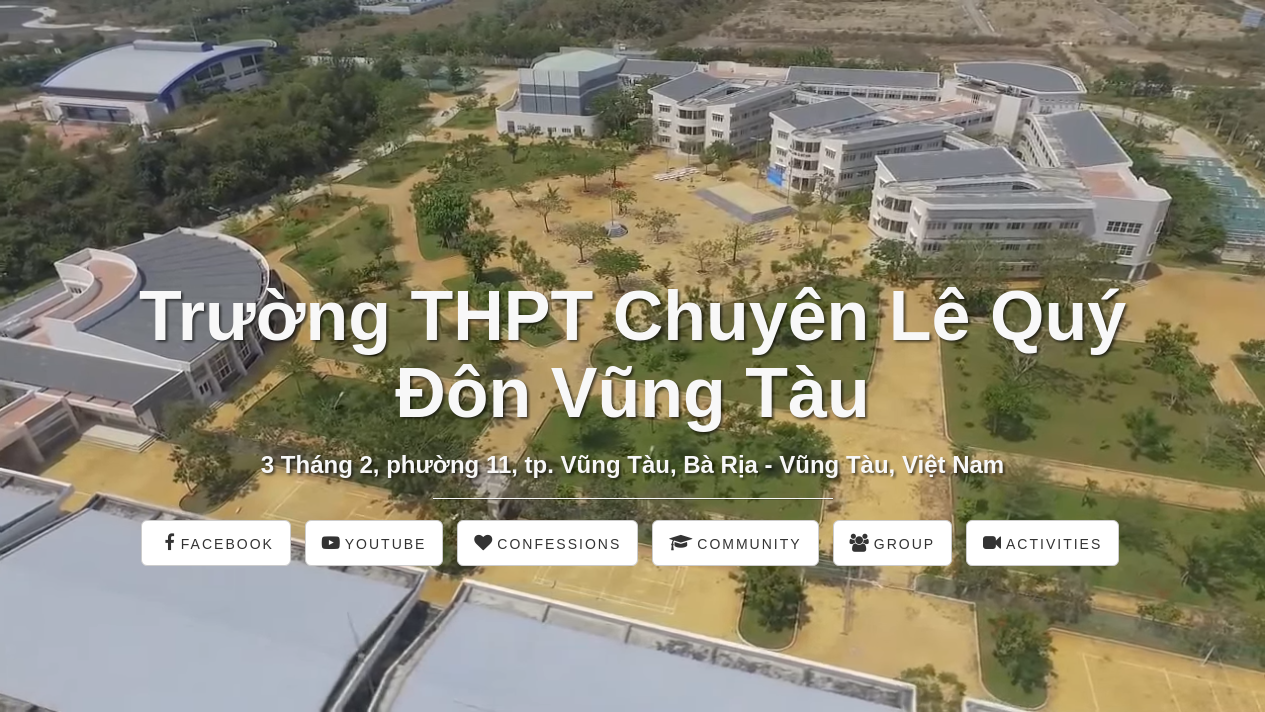 Trường THPT Chuyên Lê Quý
Đôn Vũng Tàu
3 Tháng 2, phường 11, tp. Vũng Tàu, Bà Rịa - Vũng Tàu, Việt Nam
FACEBOOK YOUTUBE CONFESSIONS COMMUNITY GROUP ACTIVITIES